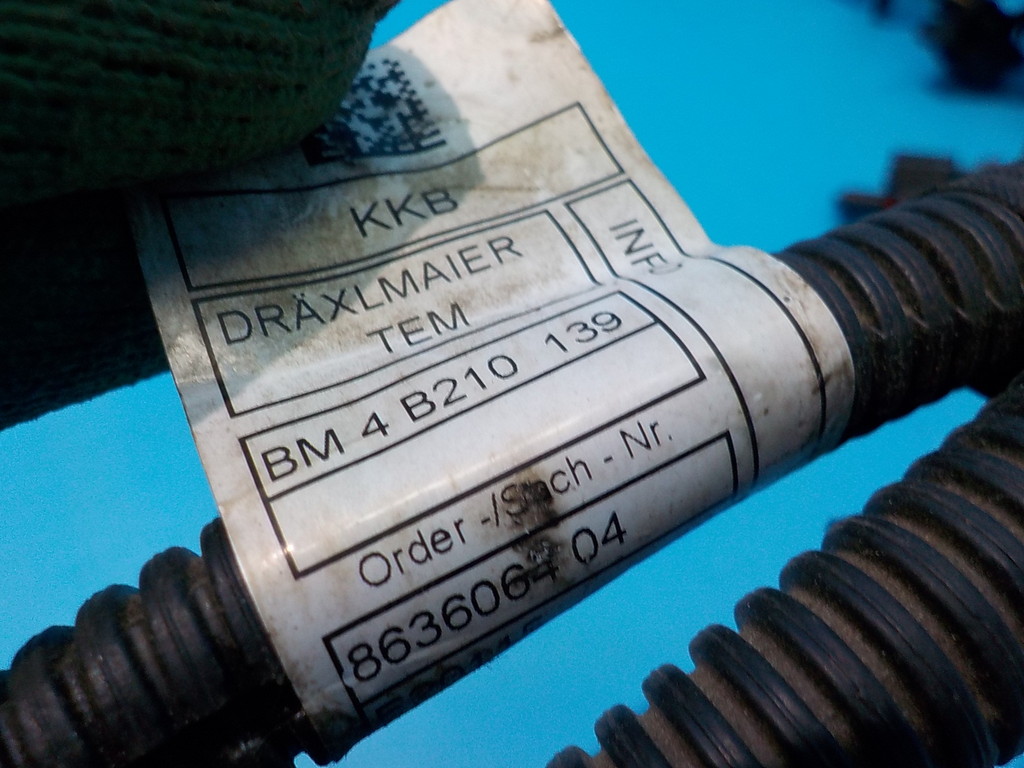 KKB
DRÄXLMAIER
TEM
INFO
BM 4 B210 139
Order -/Sach - Nr.
8636064 04